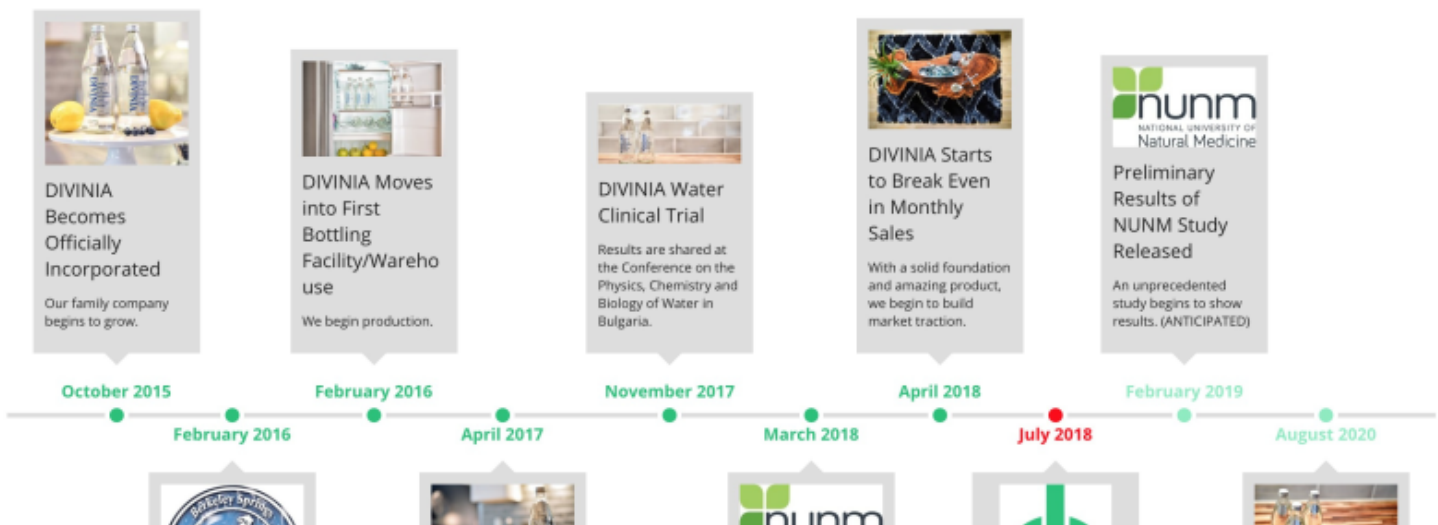 DIVINIA
Becomes
Officially
Incorporated
Our family company
begins to grow.
October 2015
DIVINIA Moves
into First
Bottling
Facility/Wareho
use
We begin production.
February 2016
DIVINIA Water
Clinical Trial
Results are shared at
the Conference on the
Physics, Chemistry and
Biology of Water in
Bulgaria.
November 2017
DIVINIA Starts
to Break Even
in Monthly
Sales
With a solid foundation
and amazing product,
we begin to build
market traction.
April 2018
nunm
NATIONAL UNIVERSITY OF
Natural Medicine
Preliminary
Results of
NUNM Study
Released
An unprecedented
study begins to show
results. (ANTICIPATED)
February 2019
February 2016
Berkeley Springs
April 2017
March 2018
nunm
July 2018
August 2020